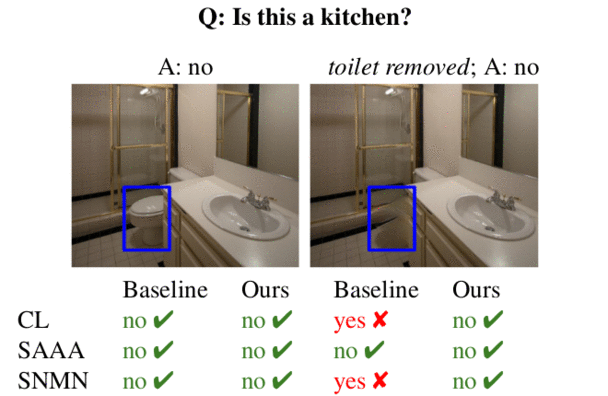 Q: Is this a kitchen?
A: no
toilet removed; A: no
Baseline Ours Baseline Ours
CL no ✔ no ✔ yes ✘ no ✔
SAAA no ✔ no ✔ no ✔ no ✔
SNMN no ✔ no ✔ yes ✘ no ✔